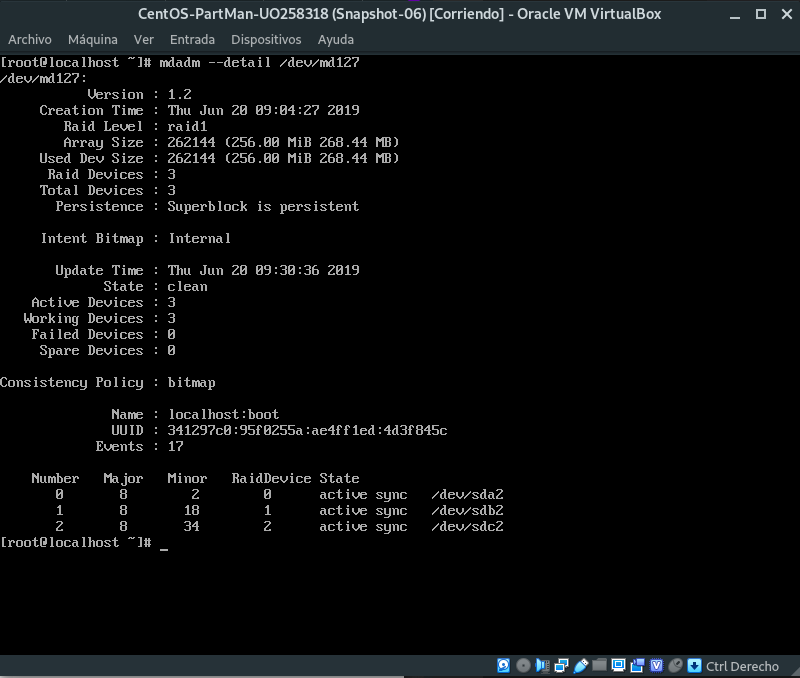 CentOS-PartMan-UO258318 (Snapshot-06) [Corriendo] - Oracle VM VirtualBox
Archivo Máquina Ver Entrada Dispositivos Ayuda
[root@localhost ~]# mdadm --detail /dev/md127
/dev/md127:
Version : 1.2
Creation Time : Thu Jun 20 09:04:27 2019
Raid Level : raid1
Array Size : 262144 (256.00 MiB 268.44 MB)
Used Dev Size : 262144 (256.00 MiB 268.44 MB)
Raid Devices : 3
Total Devices : 3
Persistence : Superblock is persistent
Intent Bitmap : Internal
Update Time : Thu Jun 20 09:30:36 2019
State : clean
Active Devices : 3
Working Devices : 3
Failed Devices : 0
Spare Devices : 0
Consistency Policy : bitmap
Name : localhost:boot
UUID : 341297c0:95f0255a:ae4ff1ed:4d3f845c
Events : 17
Number Major Minor RaidDevice State
0 8 2 0 active sync /dev/sda2
1 8 18 1 active sync /dev/sdb2
2 8 34 2 active sync /dev/sdc2
[root@localhost ~]# _
Ctrl Derecho